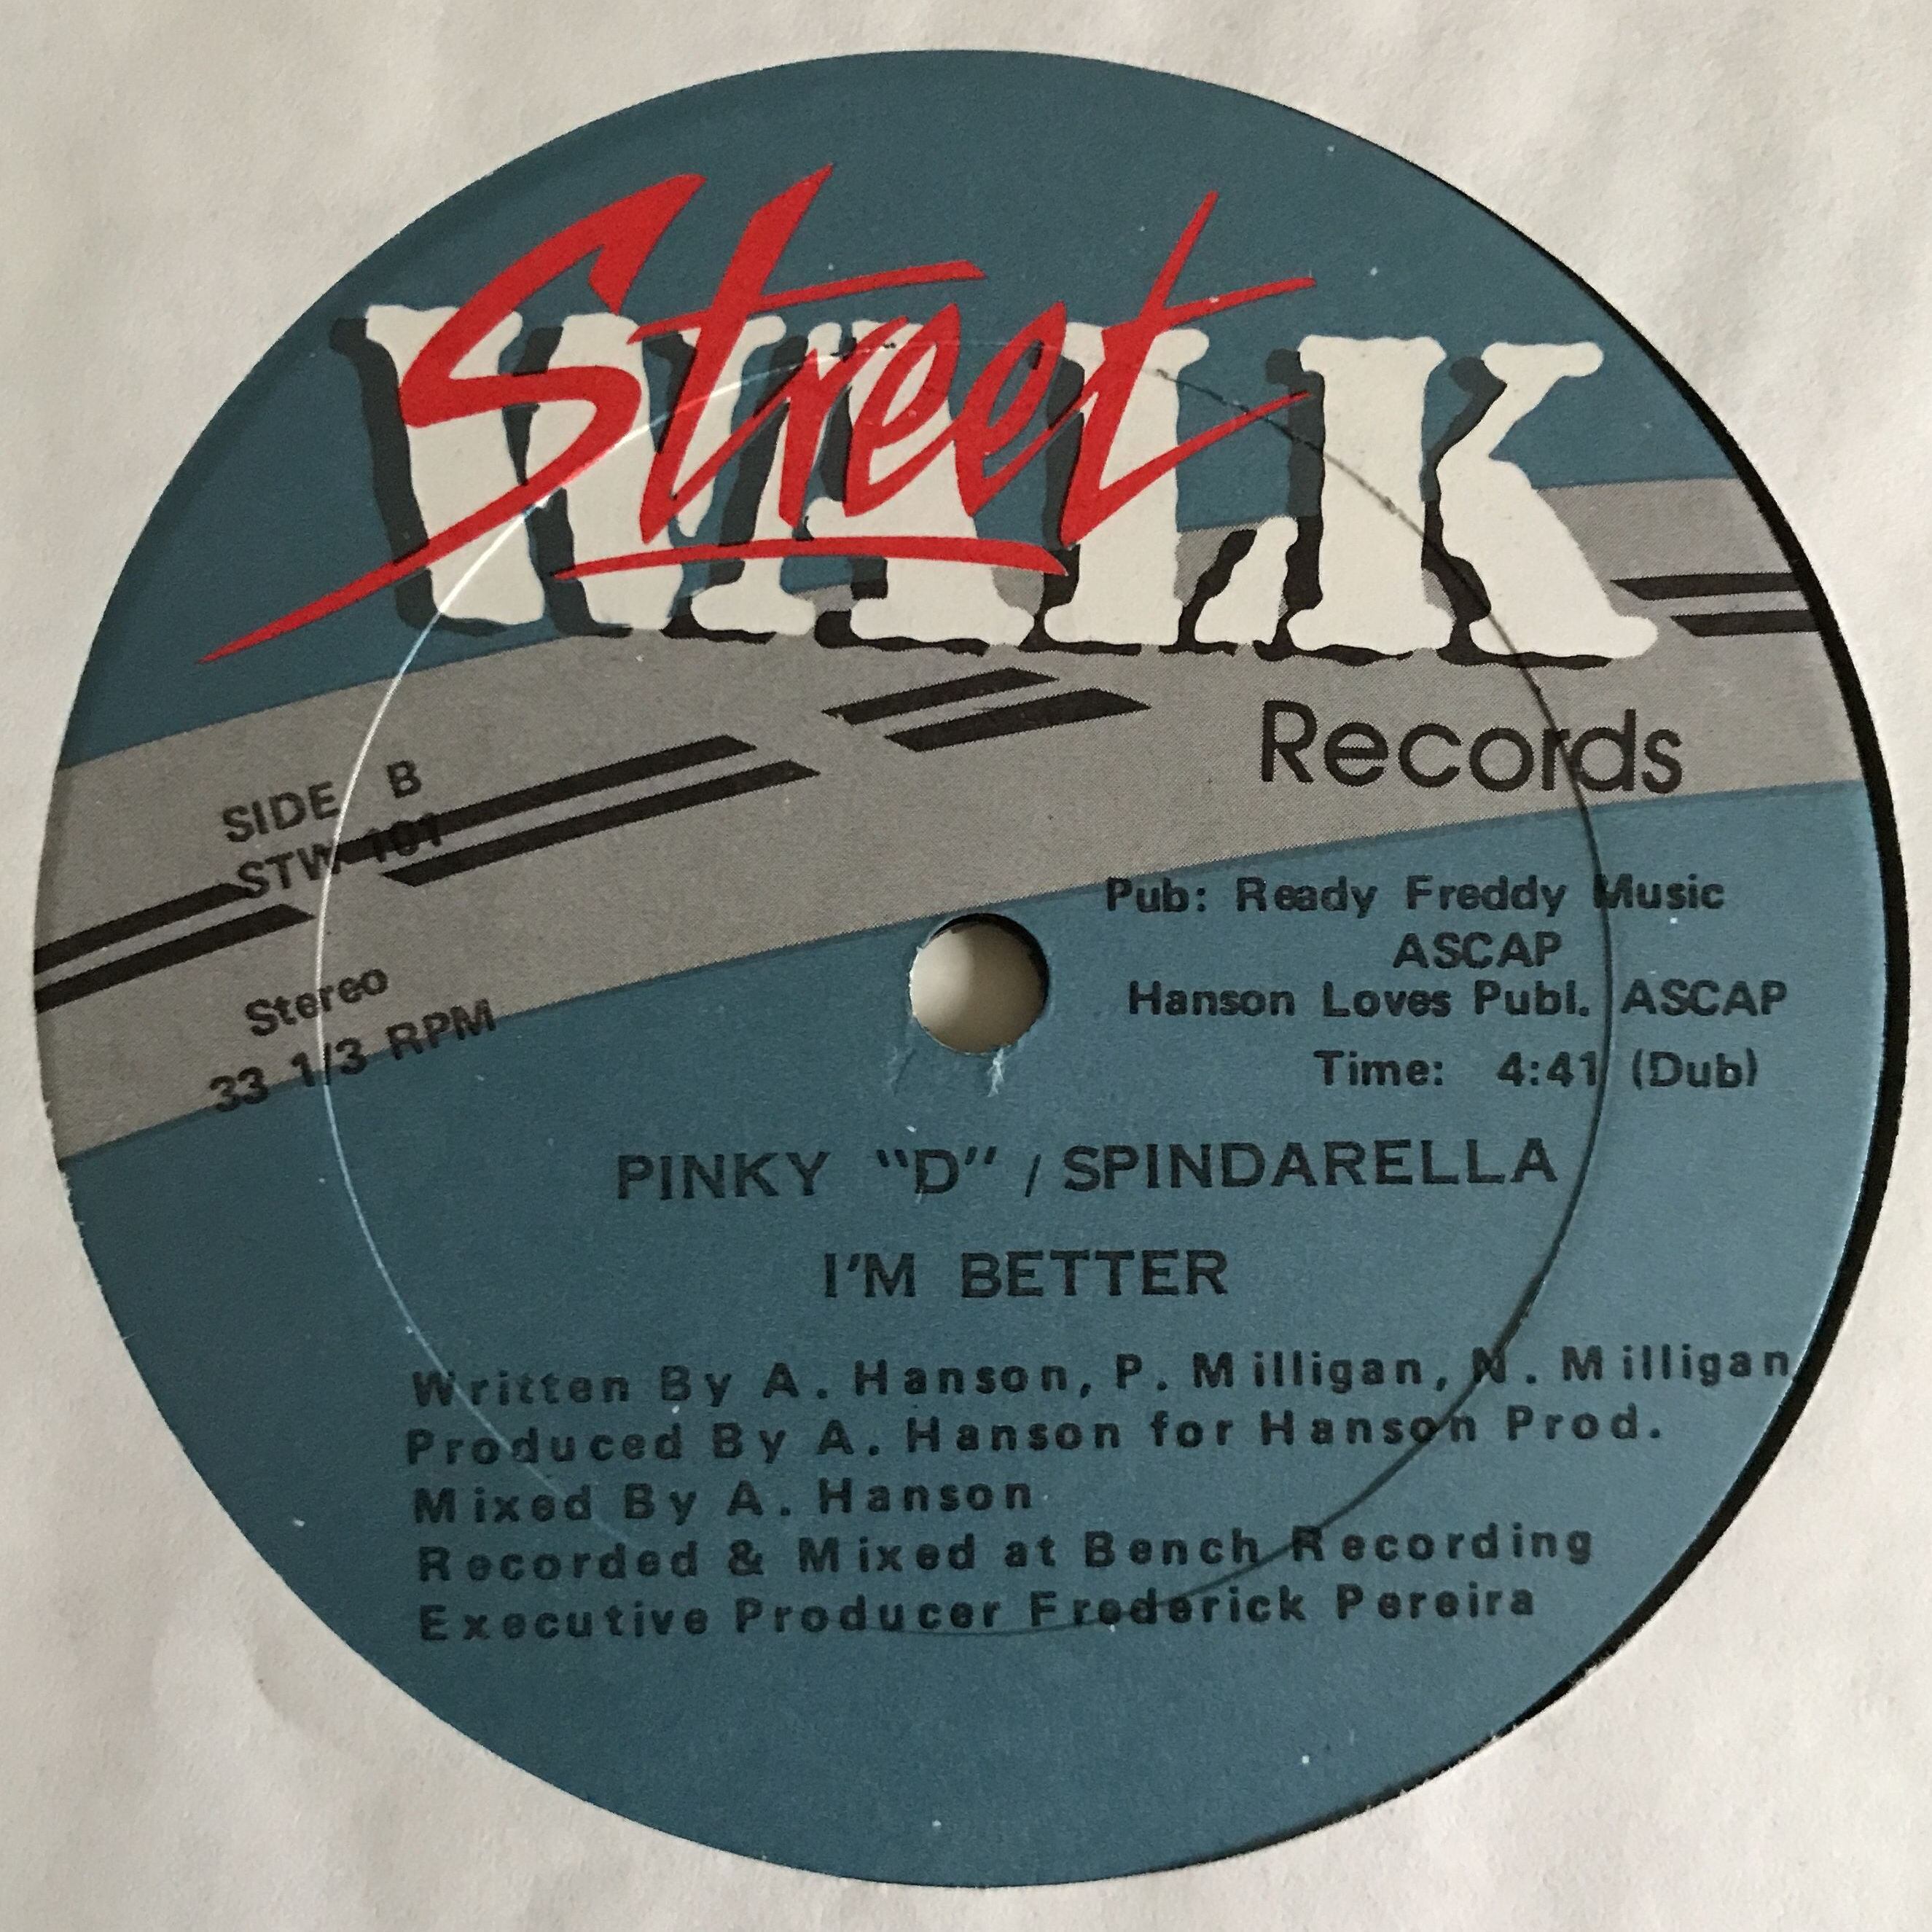 Street
WALK
Records
SIDE B
STW-101
Stereo
33 1/3 RPM
Pub: Ready Freddy Music
ASCAP
Hanson Loves Publ. ASCAP
Time: 4:41 (Dub)
PINKY "D" / SPINDARELLA
I'M BETTER
Written By A. Hanson, P. Milligan, N. Milligan
Produced By A. Hanson for Hanson Prod.
Mixed By A. Hanson
Recorded & Mixed at Bench Recording
Executive Producer Frederick Pereira